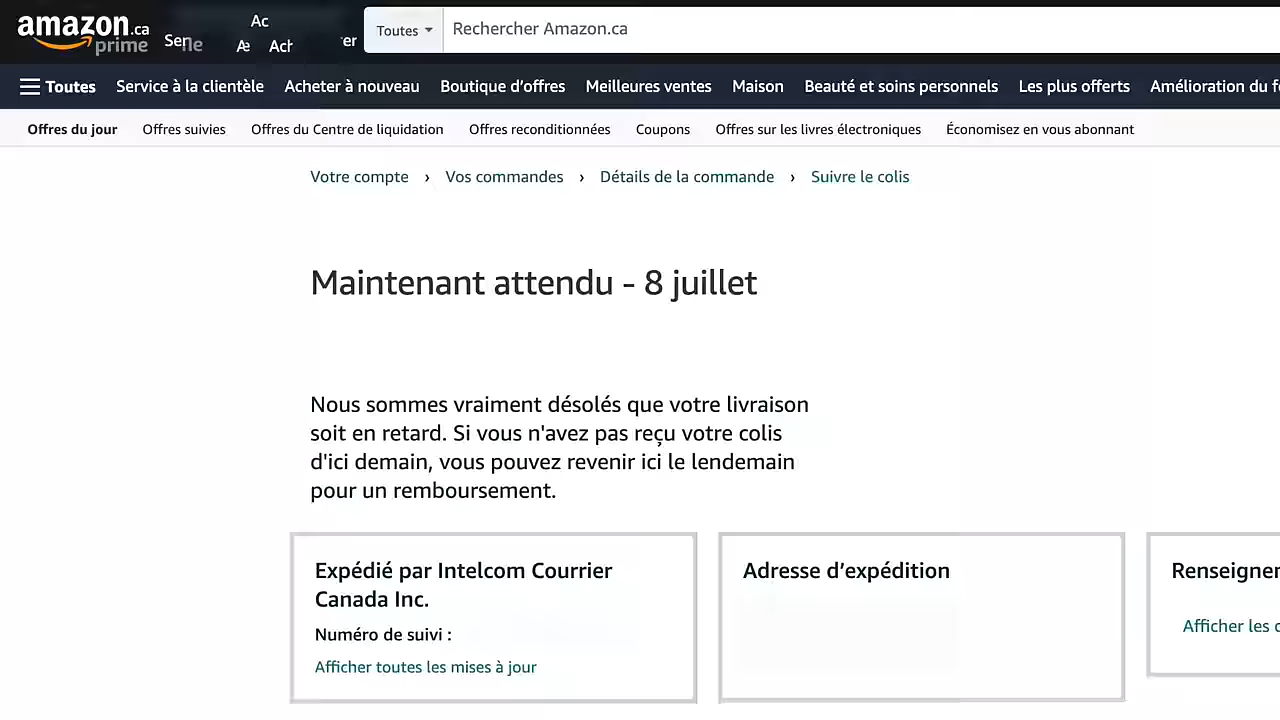 amazon.ca
prime
Toutes
Rechercher Amazon.ca
Toutes Service à la clientèle Acheter à nouveau Boutique d’offres Meilleures ventes Maison Beauté et soins personnels Les plus offerts Amélioration du
Offres du jour Offres suivies Offres du Centre de liquidation Offres reconditionnées Coupons Offres sur les livres électroniques Économisez en vous abonnant
Votre compte › Vos commandes › Détails de la commande › Suivre le colis
Maintenant attendu - 8 juillet
Nous sommes vraiment désolés que votre livraison
soit en retard. Si vous n'avez pas reçu votre colis
d'ici demain, vous pouvez revenir ici le lendemain
pour un remboursement.
Expédié par Intelcom Courrier
Canada Inc.
Numéro de suivi :
Afficher toutes les mises à jour
Adresse d’expédition
Afficher les